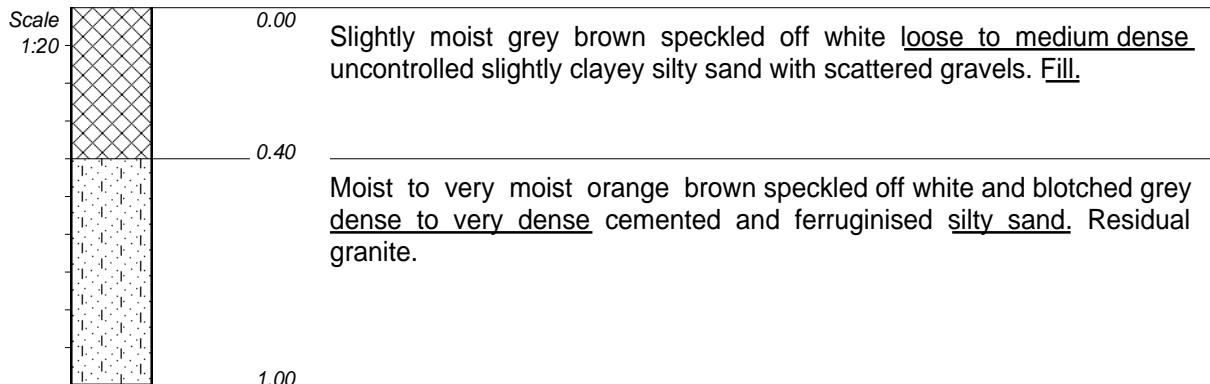 Scale
1:20
0.00
Slightly moist grey brown speckled off white loose to medium dense
uncontrolled slightly clayey silty sand with scattered gravels. Fill.
0.40
Moist to very moist orange brown speckled off white and blotched grey
dense to very dense cemented and ferruginised silty sand. Residual
granite.
1.00